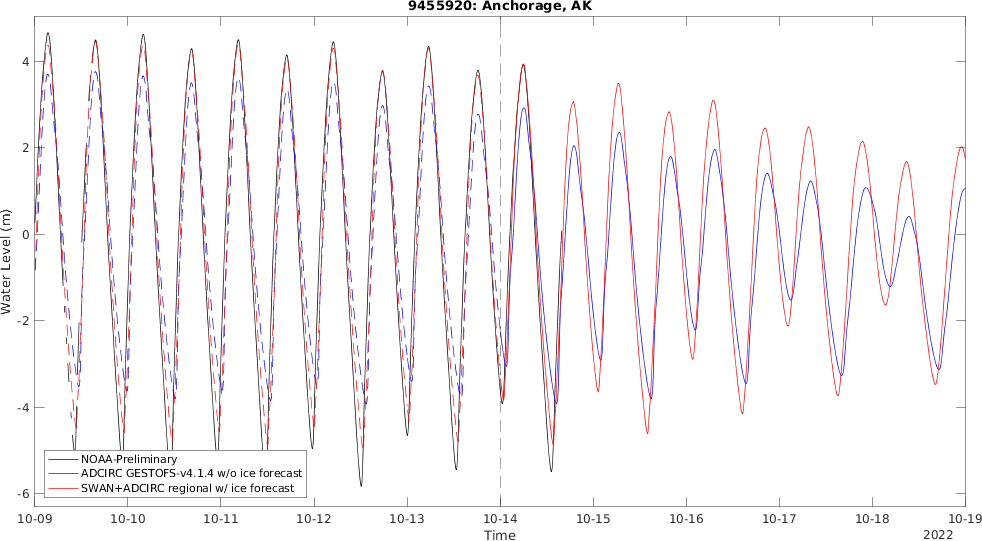 9455920: Anchorage, AK
Water Level (m)
4
2
0
-2
-4
-6
NOAA-Preliminary
ADCIRC GESTOFS-v4.1.4 w/o ice forecast
SWAN+ADCIRC regional w/ ice forecast
10-09 10-10 10-11 10-12 10-13 10-14 10-15 10-16 10-17 10-18 10-19
Time
2022